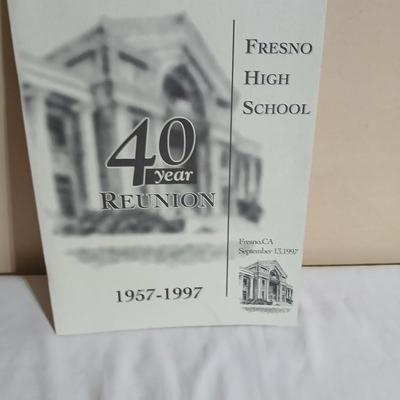 FRESNO
HIGH
SCHOOL
40
year
REUNION
Fresno,CA
September 13,1997
1957-1997